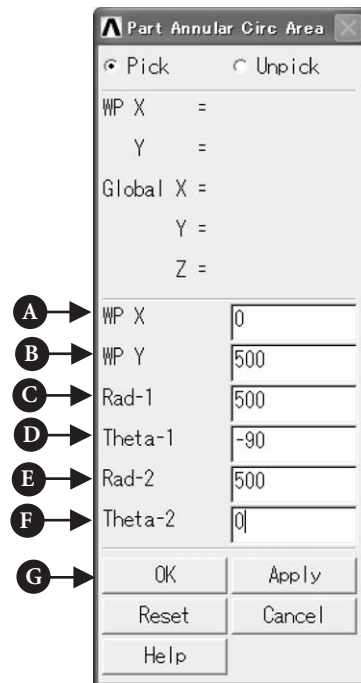 Part Annular Circ Area
Pick Unpick
WP X =
Y =
Global X =
Y =
Z =
A WP X 0
B WP Y 500
C Rad-1 500
D Theta-1 -90
E Rad-2 500
F Theta-2 0
G OK Apply
Reset Cancel
Help